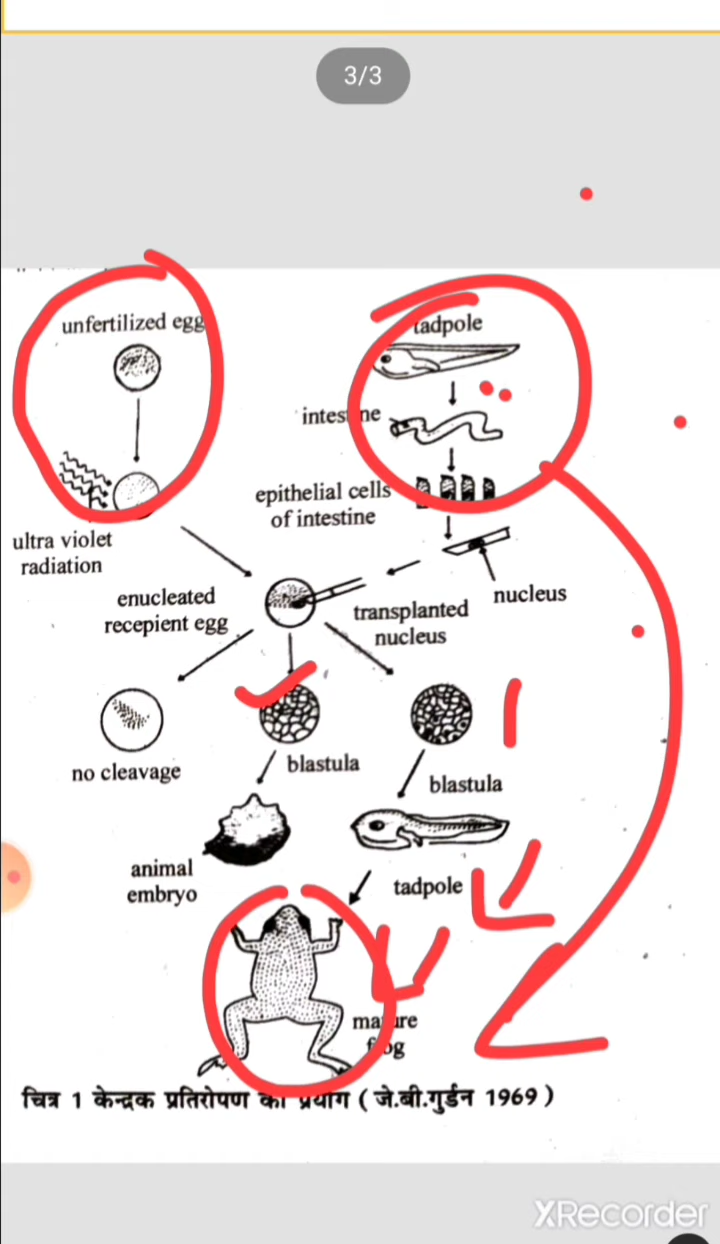 3/3
unfertilized egg
tadpole
intestine
epithelial cells
of intestine
ultra violet
radiation
nucleus
enucleated
recepient egg
transplanted
nucleus
no cleavage
blastula
blastula
animal
embryo
tadpole
mature
frog
चित्र 1 केन्द्रक प्रतिरोपण का प्रयोग ( जे.बी.गुर्डन 1969 )
XRecorder